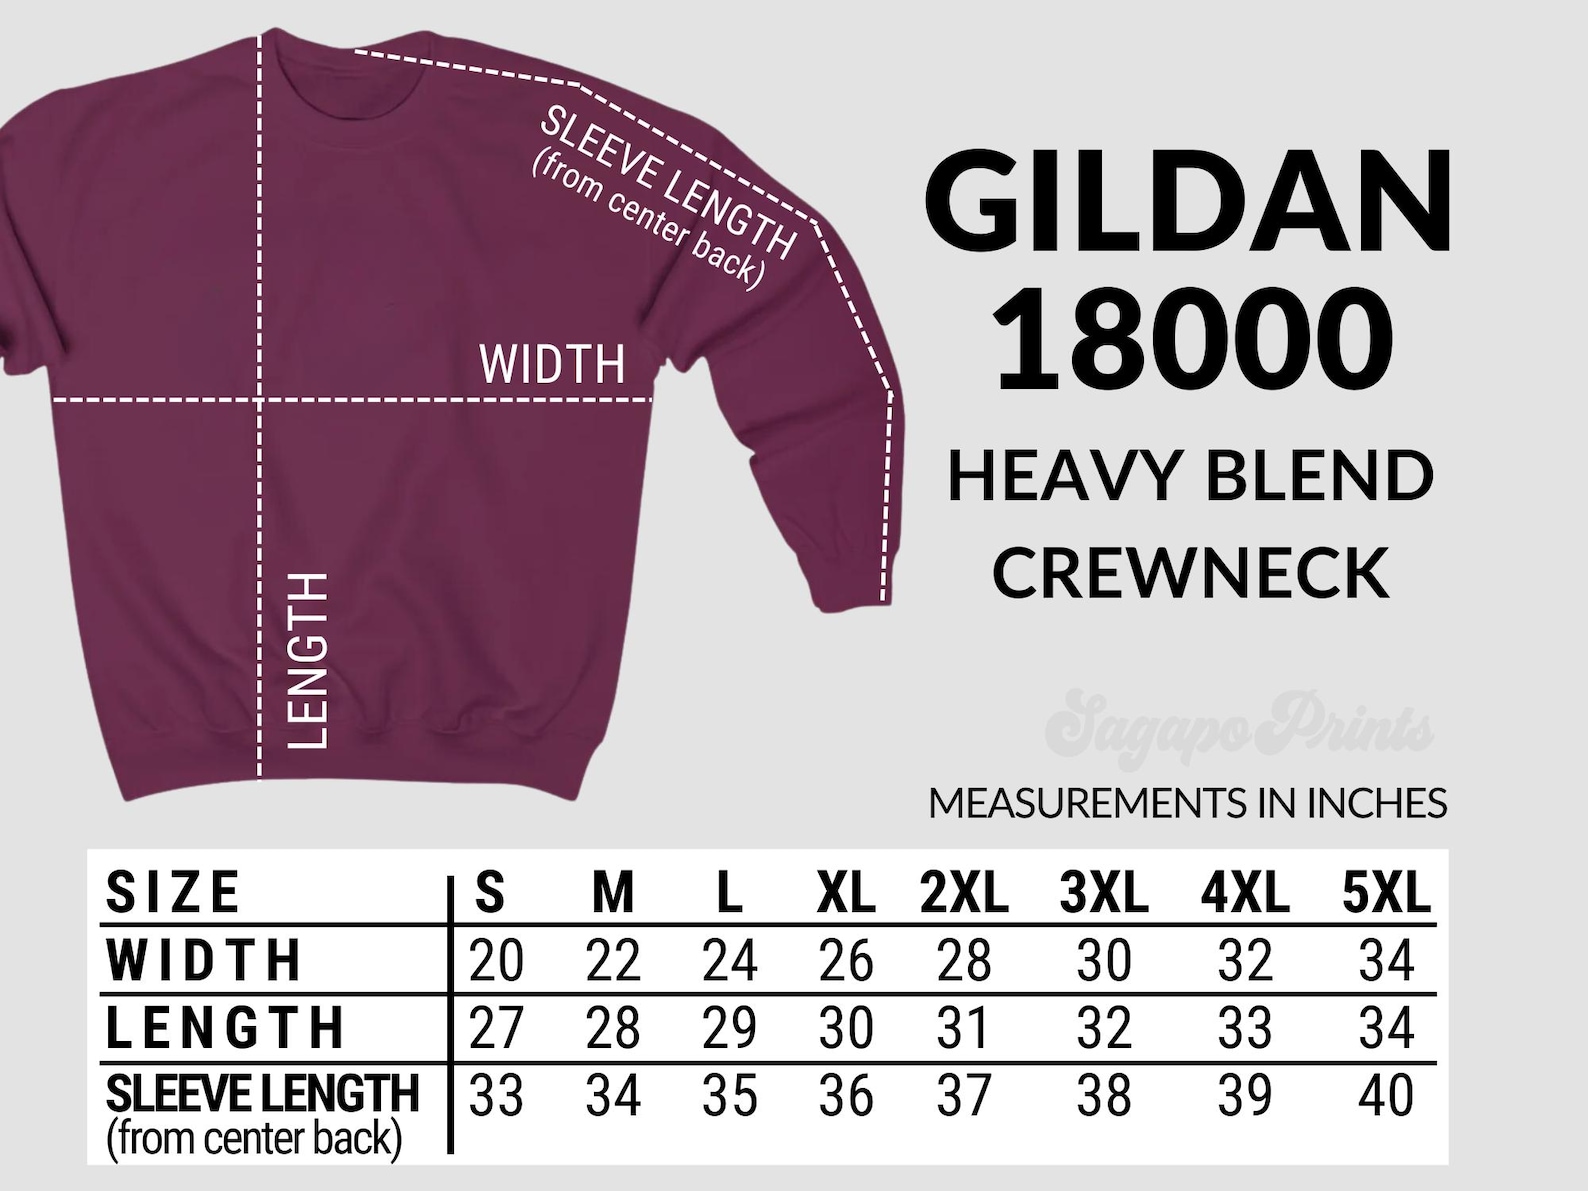 SLEEVE LENGTH
(from center back)
WIDTH
LENGTH
GILDAN
18000
HEAVY BLEND
CREWNECK
Sagapo Prints
MEASUREMENTS IN INCHES
SIZE S M L XL 2XL 3XL 4XL 5XL
WIDTH 20 22 24 26 28 30 32 34
LENGTH 27 28 29 30 31 32 33 34
SLEEVE LENGTH 33 34 35 36 37 38 39 40
(from center back)